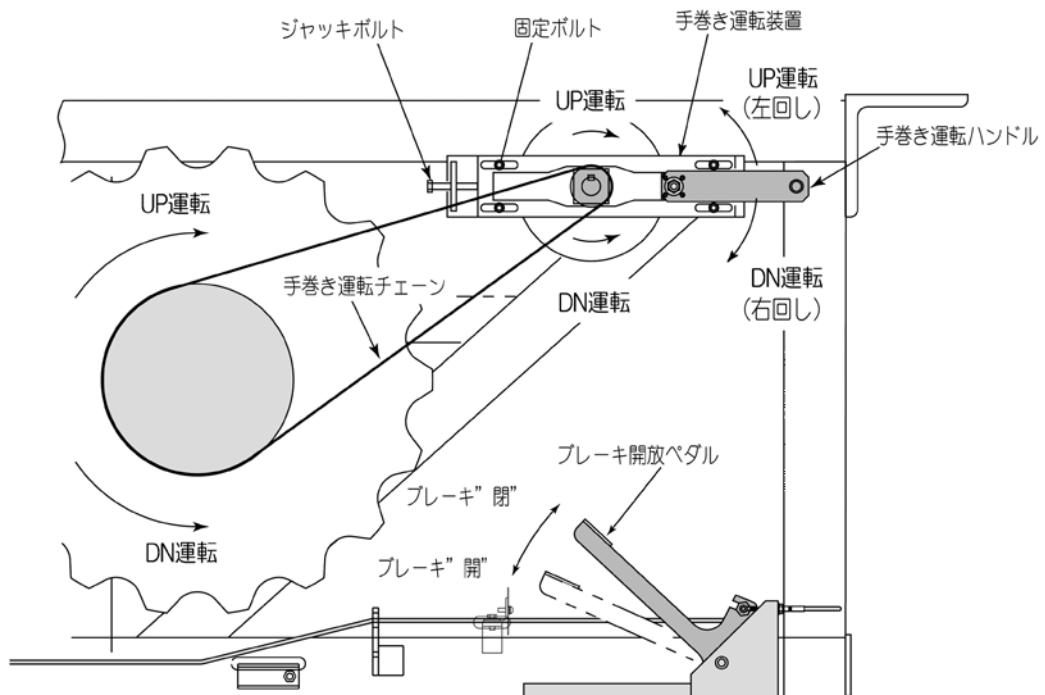 ジャッキボルト
固定ボルト
手巻き運転装置
UP運転
UP運転
(左回し)
手巻き運転ハンドル
UP運転
手巻き運転チェーン
DN運転
DN運転
(右回し)
ブレーキ開放ペダル
ブレーキ”閉”
ブレーキ”開”
DN運転